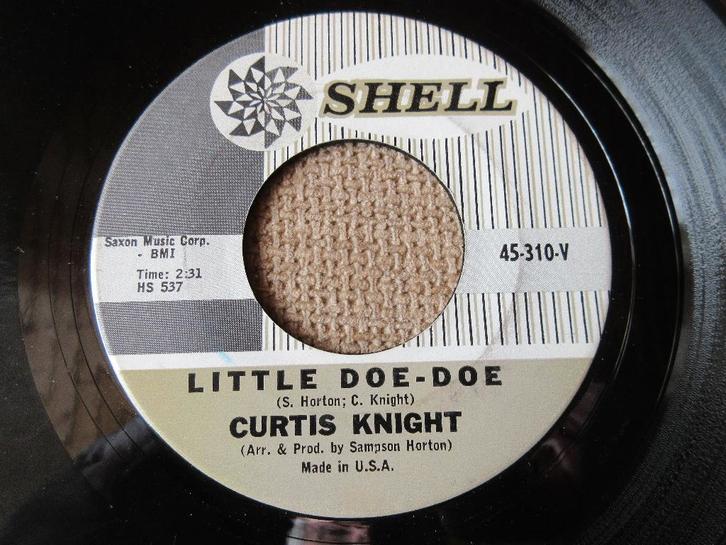 SHELL
Saxon Music Corp.
- BMI
Time: 2:31
HS 537
45-310-V
LITTLE DOE-DOE
(S. Horton; C. Knight)
CURTIS KNIGHT
(Arr. & Prod. by Sampson Horton)
Made in U.S.A.